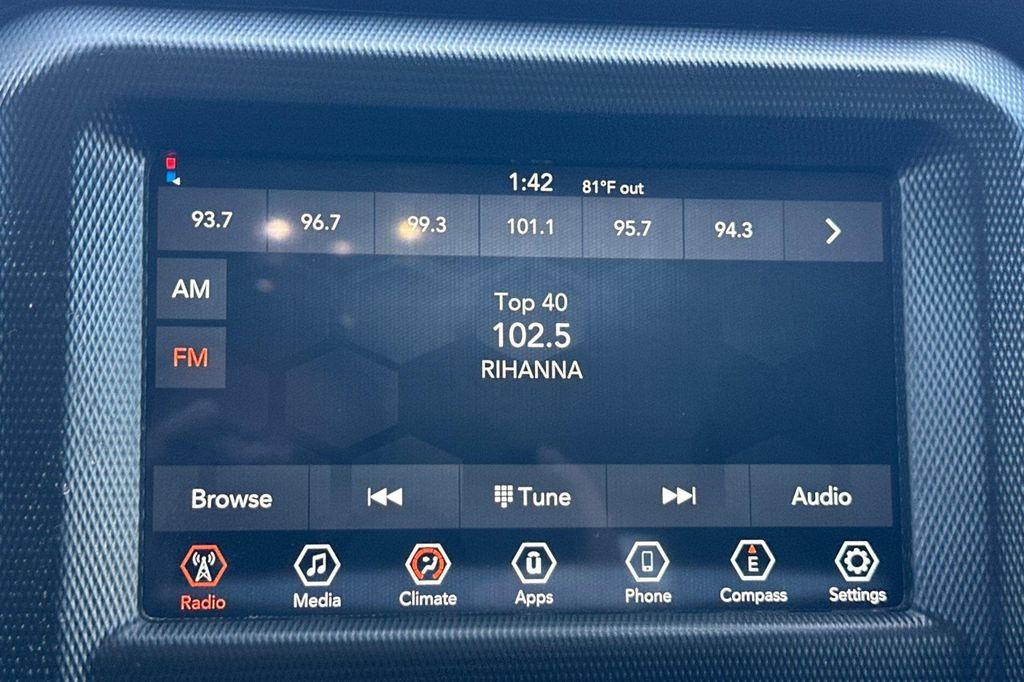 1:42 81°F out
93.7 96.7 99.3 101.1 95.7 94.3
AM
Top 40
102.5
FM
RIHANNA
Browse Tune Audio
E
Radio Media Climate Apps Phone Compass Settings